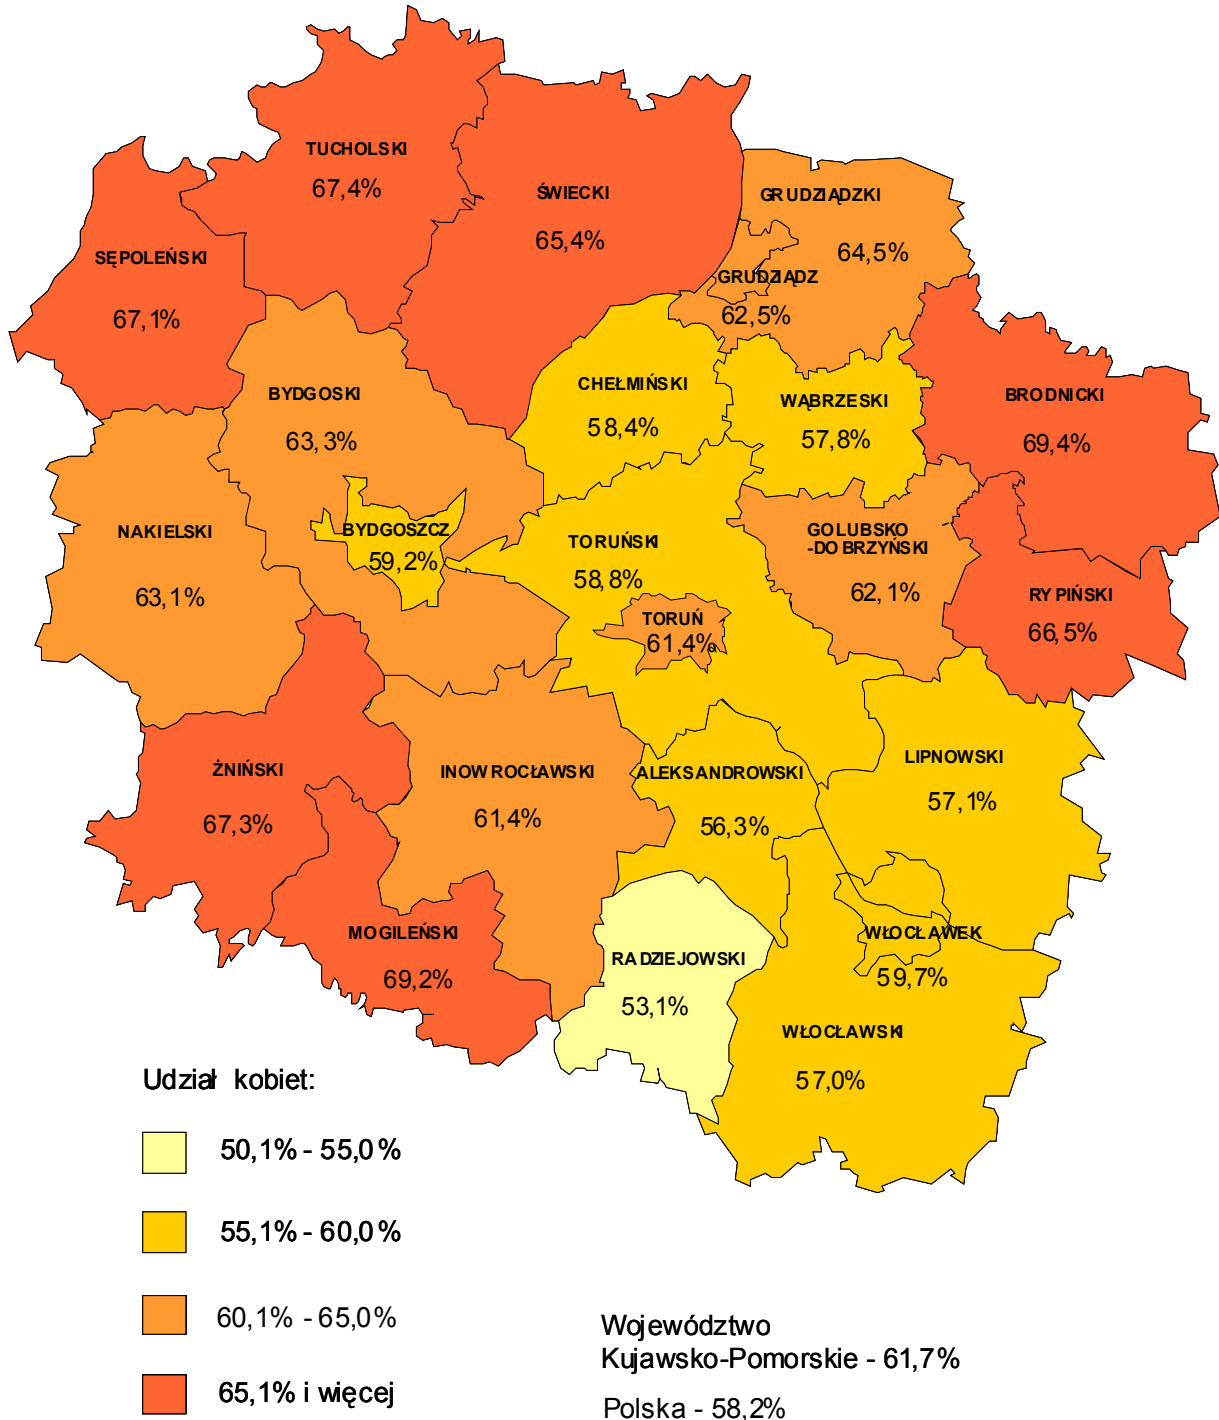 TUCHOLSKI
67,4%
ŚWIECKI
65,4%
GRUDZIĄDZKI
64,5%
SĘPOLEŃSKI
67,1%
GRUDZIĄDZ
62,5%
CHEŁMIŃSKI
58,4%
WĄBRZESKI
57,8%
BRODNICKI
69,4%
BYDGOSKI
63,3%
NAKIELSKI
63,1%
BYDGOSZCZ
59,2%
TORUŃSKI
58,8%
GOLUBSKO
-DOBRZYŃSKI
62,1%
RYPIŃSKI
66,5%
TORUŃ
61,4%
ŻNIŃSKI
67,3%
INOWROCŁAWSKI
61,4%
ALEKSANDROWSKI
56,3%
LIPNOWSKI
57,1%
MOGILEŃSKI
69,2%
RADZIEJOWSKI
53,1%
WŁOCŁAWEK
59,7%
WŁOCŁAWSKI
57,0%
Udział kobiet:
50,1% - 55,0%
55,1% - 60,0%
60,1% - 65,0%
65,1% i więcej
Województwo
Kujawsko-Pomorskie - 61,7%
Polska - 58,2%